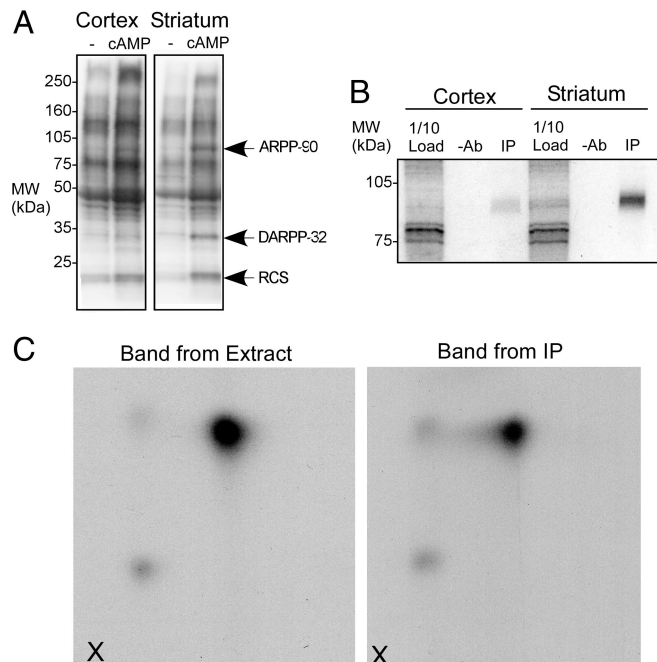 A
Cortex Striatum
- cAMP - cAMP
250
160
105
75
MW
(kDa)
50
35
25
ARPP-90
DARPP-32
RCS
B
Cortex Striatum
MW
(kDa)
1/10
Load -Ab IP
1/10
Load -Ab IP
105
75
C
Band from Extract
Band from IP
X
X